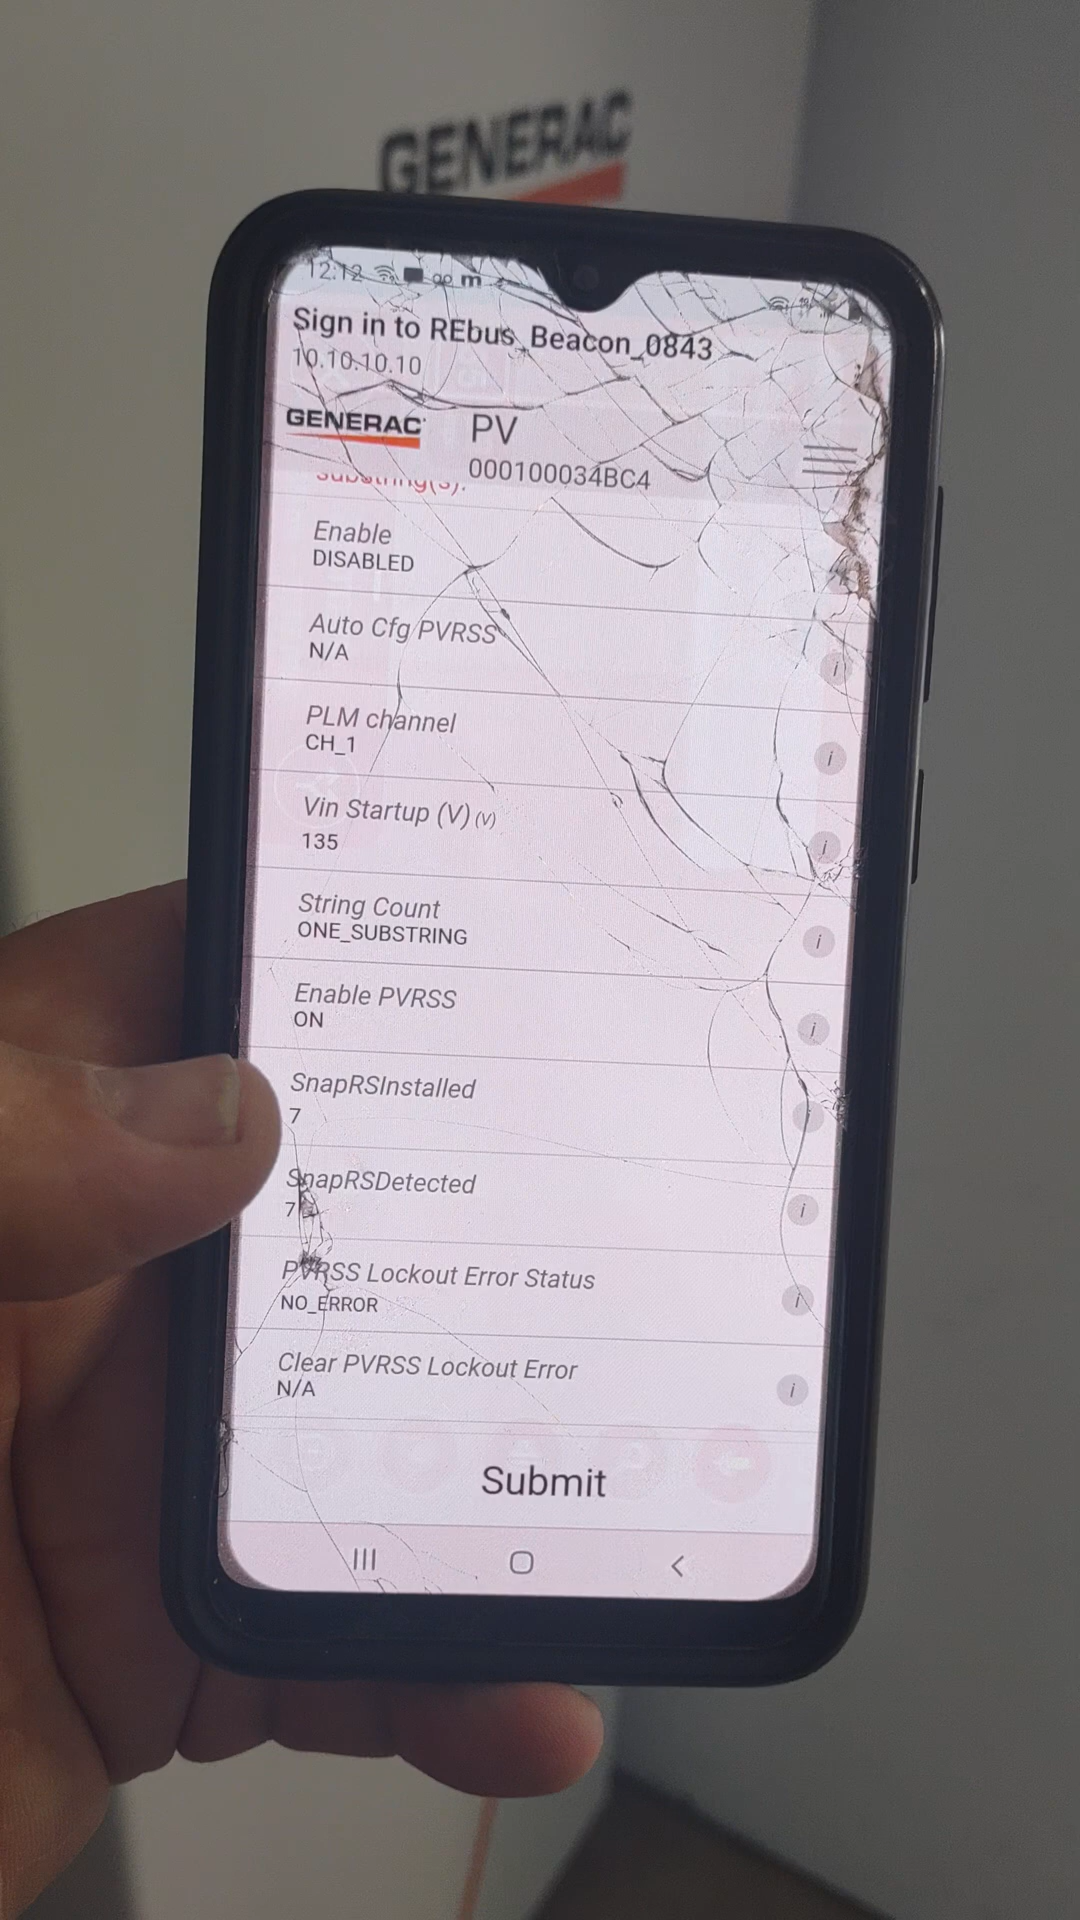 GENERAC
12:12 m
Sign in to REbus_Beacon_0843
10.10.10.10
GENERAC
PV
000100034BC4
substring(s).
Enable
DISABLED
Auto Cfg PVRSS
N/A
i
PLM channel
CH_1
i
Vin Startup (V) (V)
135
i
String Count
ONE_SUBSTRING
i
Enable PVRSS
ON
i
SnapRSInstalled
7
i
SnapRSDetected
7
i
PVRSS Lockout Error Status
NO_ERROR
i
Clear PVRSS Lockout Error
N/A
i
Submit